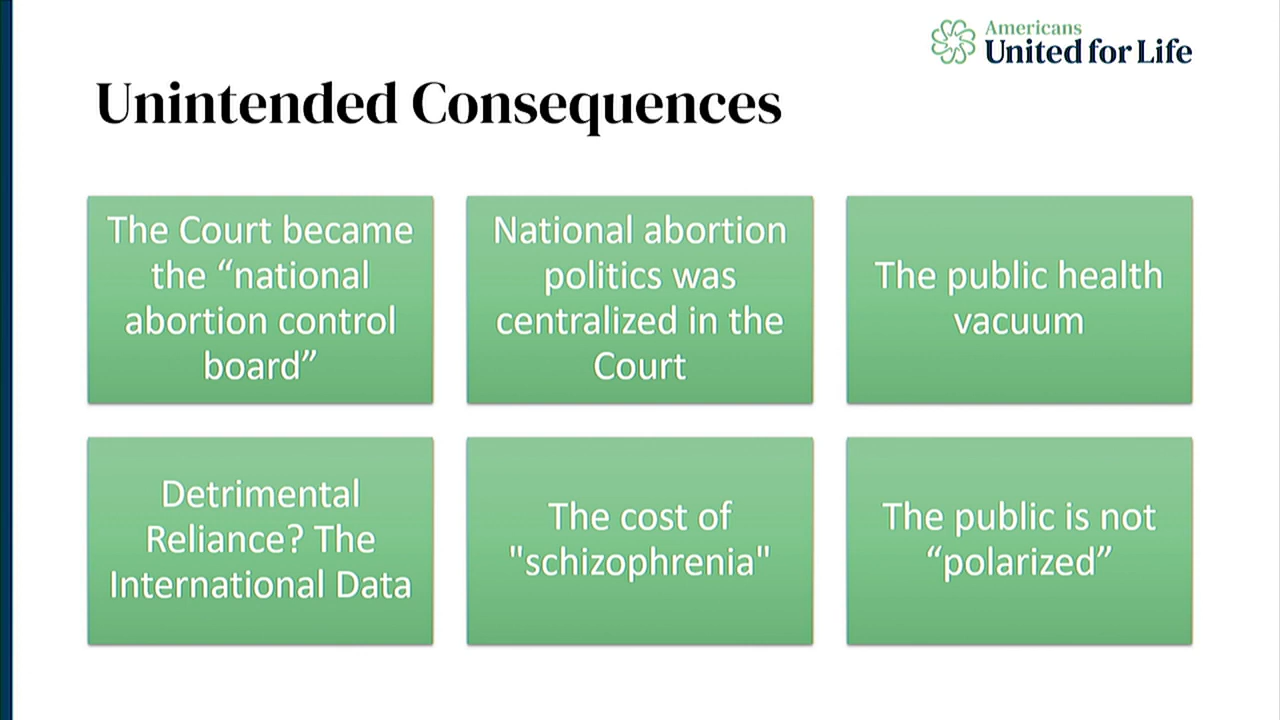 Americans
United for Life
Unintended Consequences
The Court became
the “national
abortion control
board”
National abortion
politics was
centralized in the
Court
The public health
vacuum
Detrimental
Reliance? The
International Data
The cost of
"schizophrenia"
The public is not
“polarized”